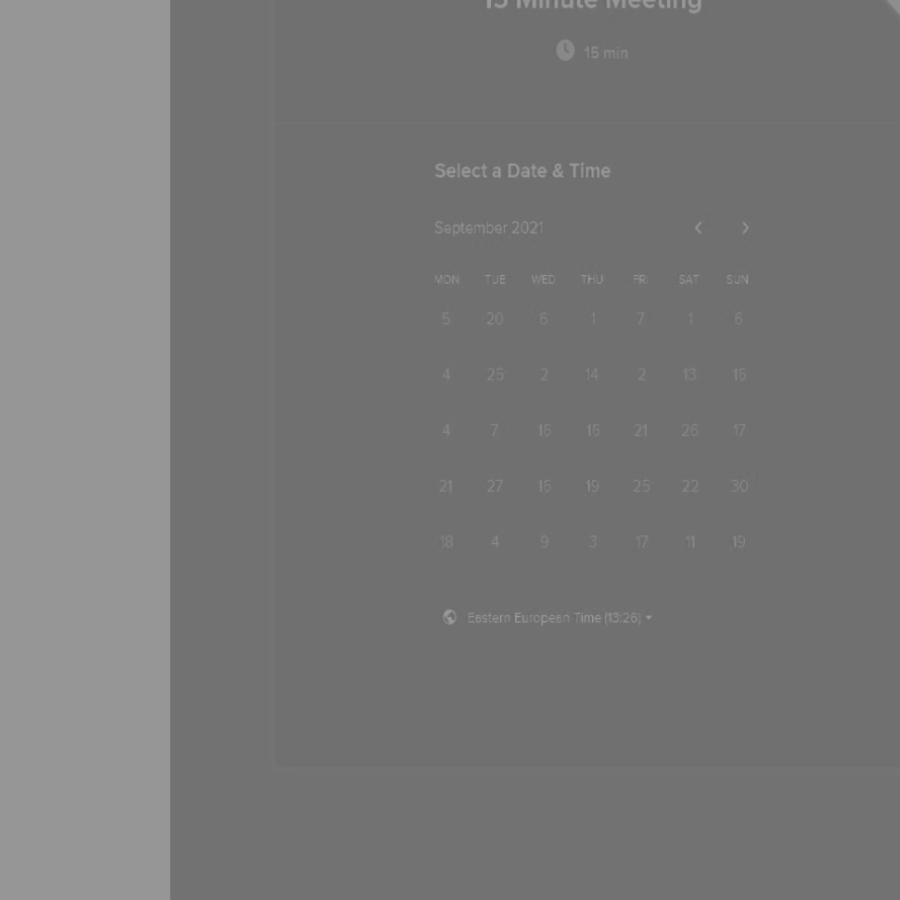 15 Minute Meeting
15 min
Select a Date & Time
September 2021
MON TUE WED THU FRI SAT SUN
5 20 6 1 7 1 6
4 25 2 14 2 13 15
4 7 15 15 21 26 17
21 27 15 19 25 22 30
18 4 9 3 17 11 19
Eastern European Time (13:26)